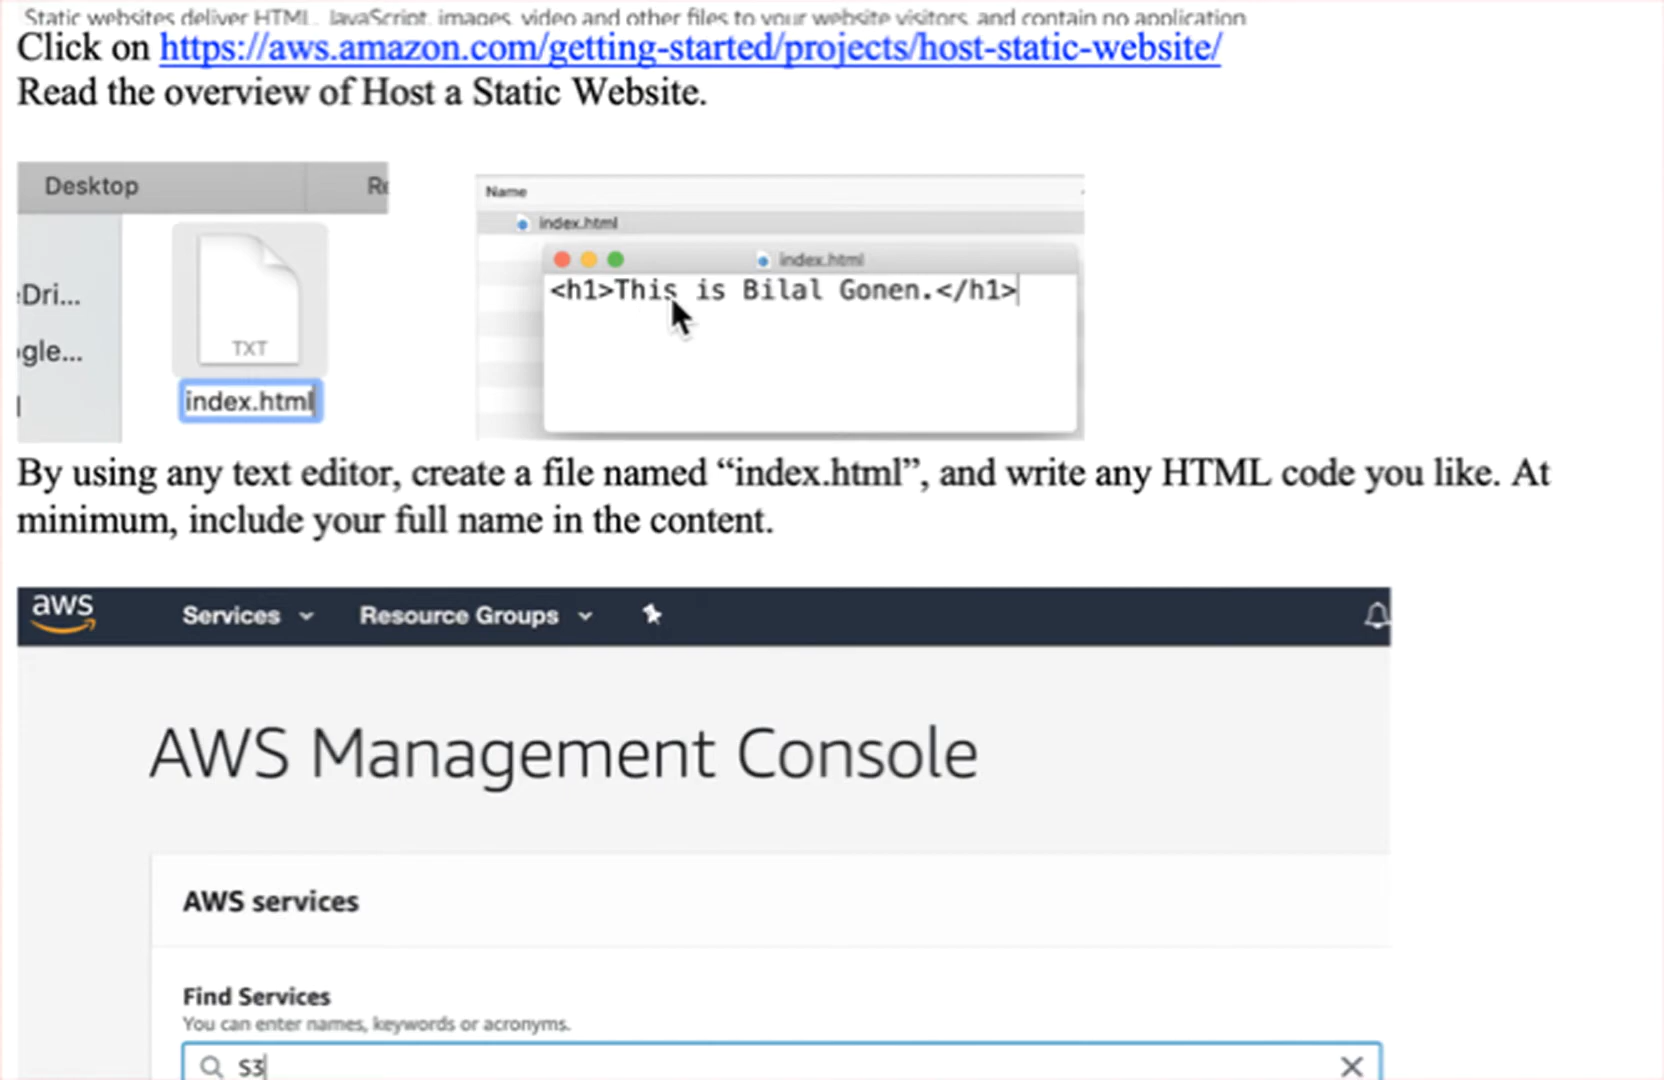 Static websites deliver HTML, JavaScript, images, video and other files to your website visitors, and contain no application
Click on https://aws.amazon.com/getting-started/projects/host-static-website/
Read the overview of Host a Static Website.
Desktop Re
Dri...
gle...
TXT
index.html
Name
index.html
index.html
<h1>This is Bilal Gonen.</h1>
By using any text editor, create a file named “index.html”, and write any HTML code you like. At
minimum, include your full name in the content.
aws Services Resource Groups
AWS Management Console
AWS services
Find Services
You can enter names, keywords or acronyms.
S3